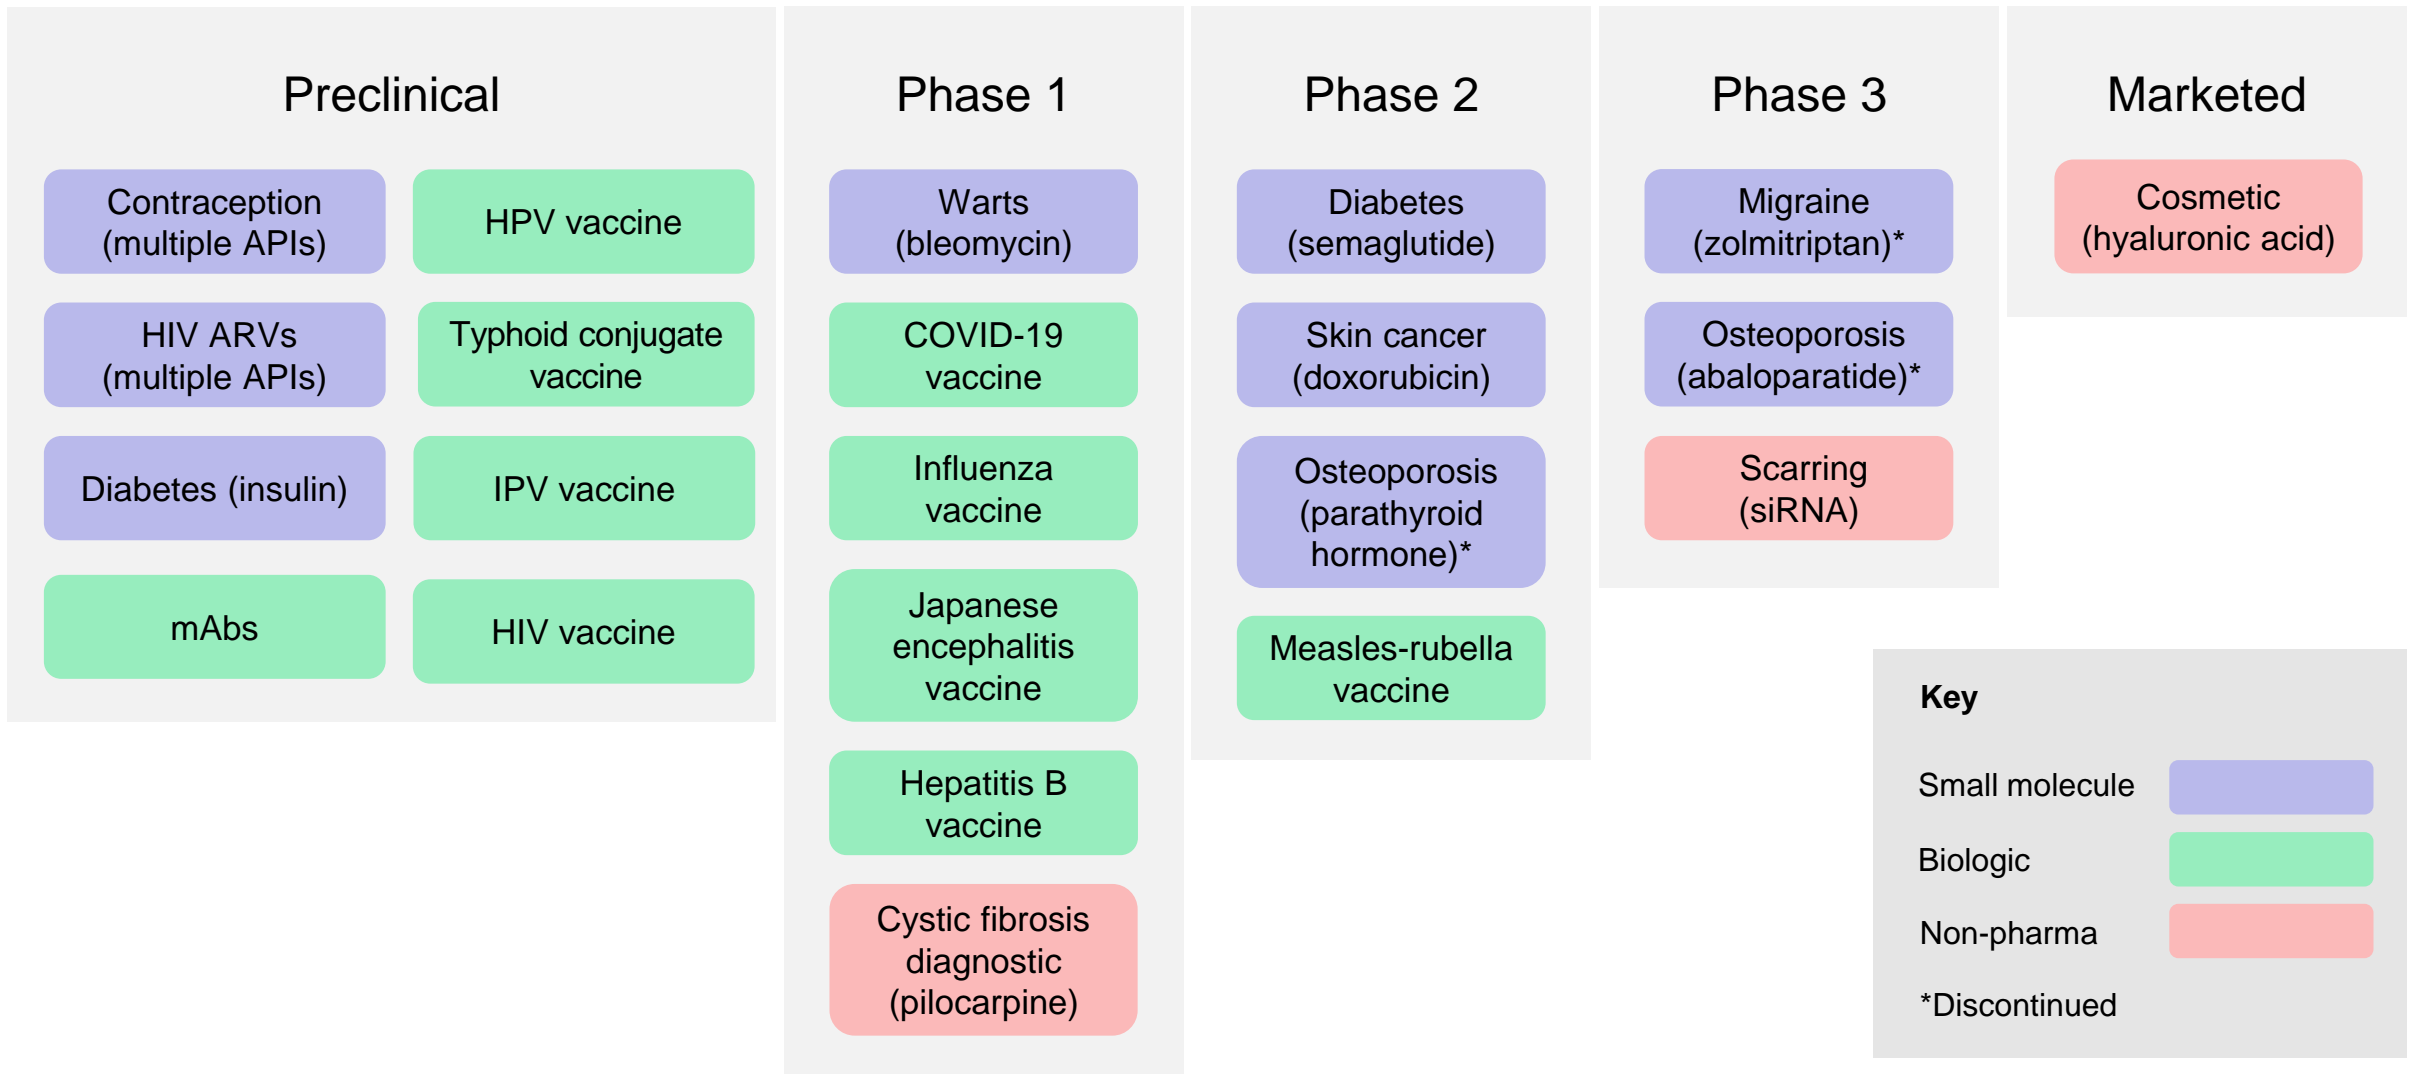 Preclinical
Contraception
(multiple APIs)
HPV vaccine
HIV ARVs
(multiple APIs)
Typhoid conjugate
vaccine
Diabetes (insulin)
IPV vaccine
mAbs
HIV vaccine
Phase 1
Warts
(bleomycin)
COVID-19
vaccine
Influenza
vaccine
Japanese
encephalitis
vaccine
Hepatitis B
vaccine
Cystic fibrosis
diagnostic
(pilocarpine)
Phase 2
Diabetes
(semaglutide)
Skin cancer
(doxorubicin)
Osteoporosis
(parathyroid
hormone)*
Measles-rubella
vaccine
Phase 3
Migraine
(zolmitriptan)*
Osteoporosis
(abaloparatide)*
Scarring
(siRNA)
Marketed
Cosmetic
(hyaluronic acid)
Key
Small molecule
Biologic
Non-pharma
*Discontinued